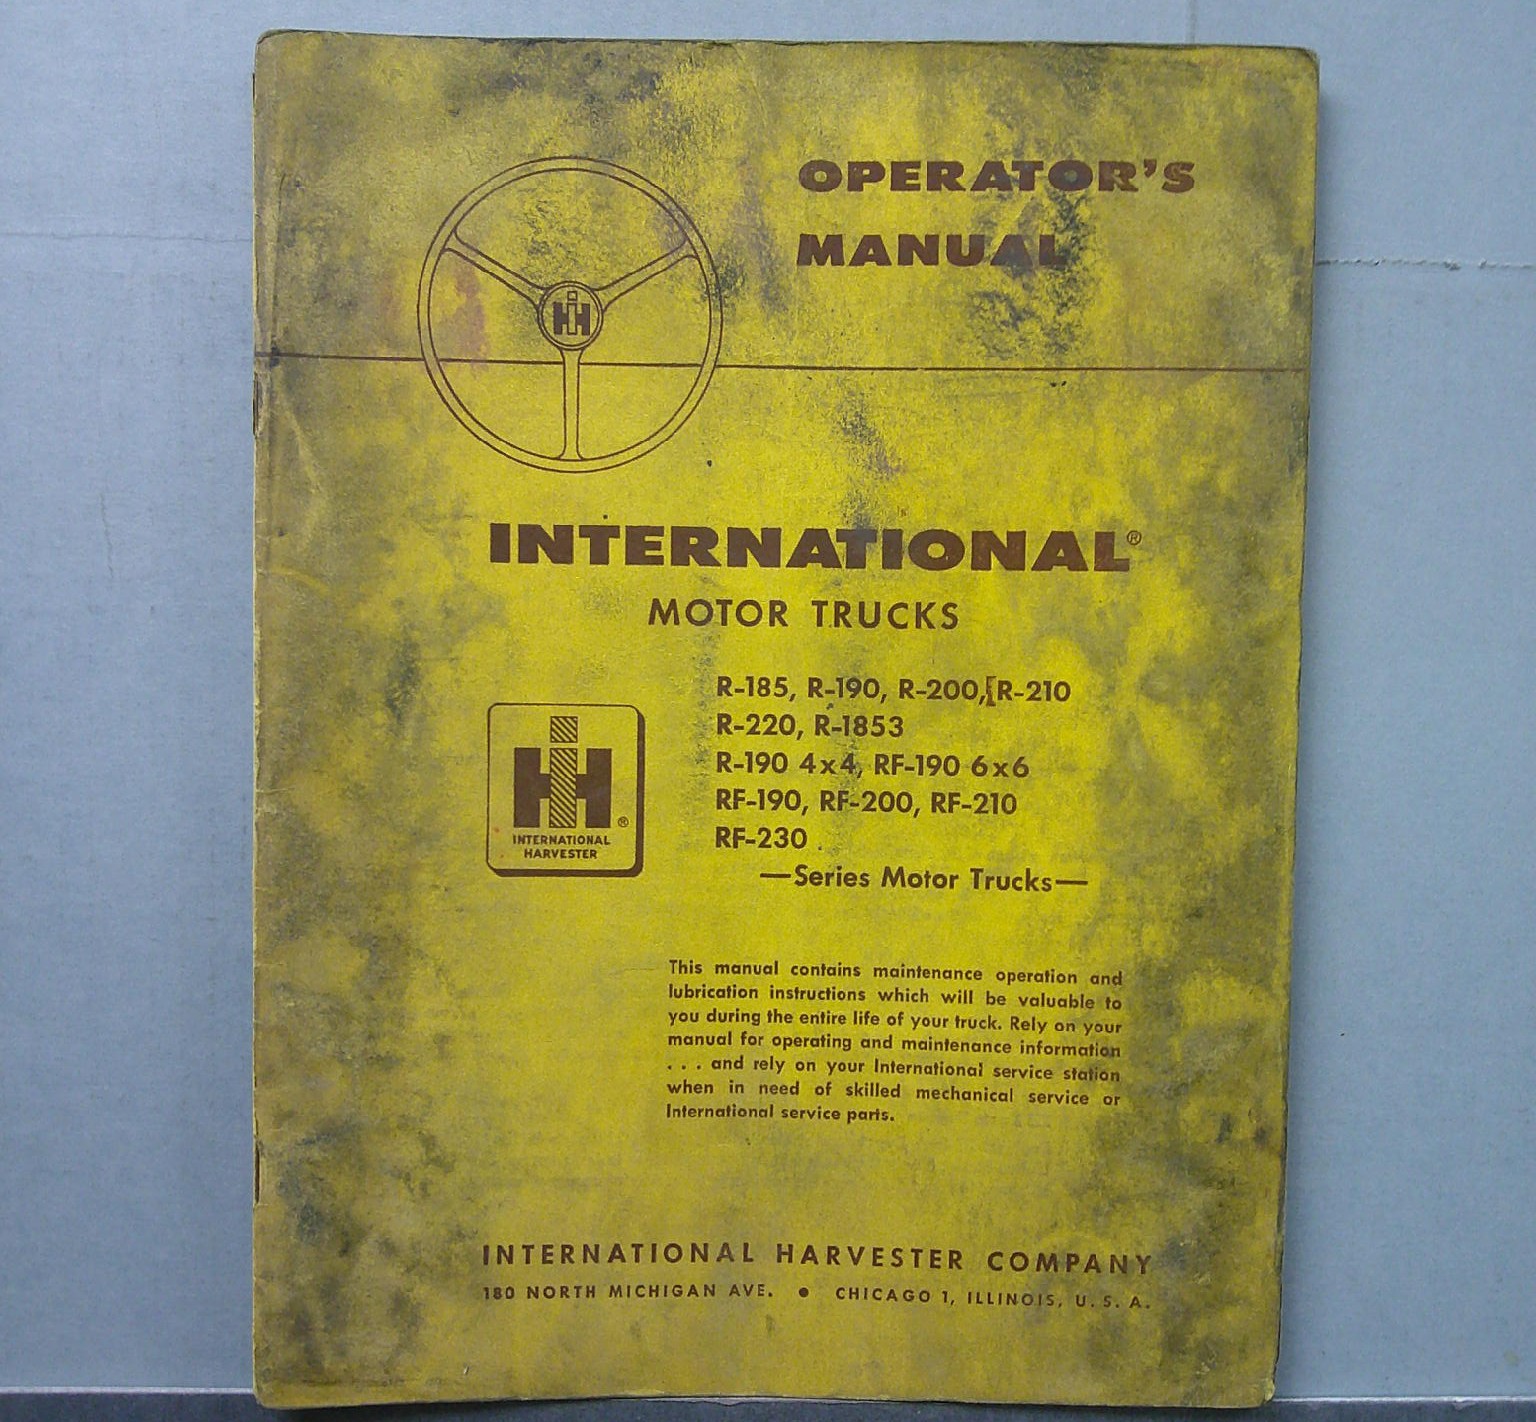 OPERATOR'S
MANUAL
IH
INTERNATIONAL®
MOTOR TRUCKS
R-185, R-190, R-200,[R-210
R-220, R-1853
R-190 4x4, RF-190 6x6
RF-190, RF-200, RF-210
RF-230
—Series Motor Trucks—
IH®
INTERNATIONAL
HARVESTER
This manual contains maintenance operation and
lubrication instructions which will be valuable to
you during the entire life of your truck. Rely on your
manual for operating and maintenance information
. . . and rely on your International service station
when in need of skilled mechanical service or
International service parts.
INTERNATIONAL HARVESTER COMPANY
180 NORTH MICHIGAN AVE. • CHICAGO 1, ILLINOIS, U. S. A.